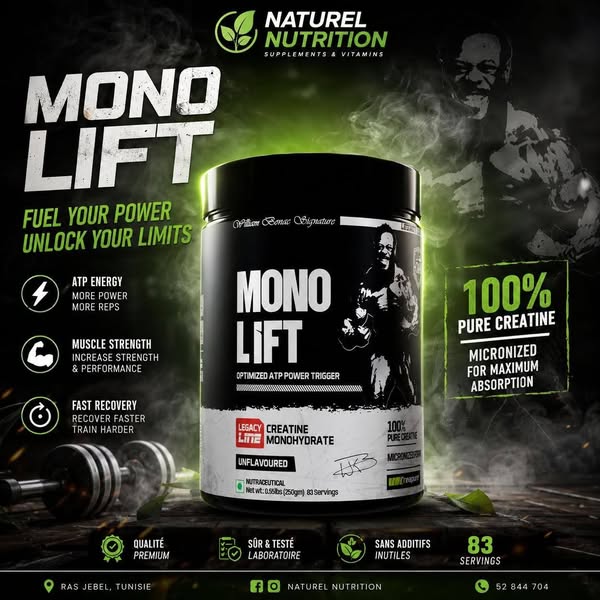 NATUREL
NUTRITION
SUPPLEMENTS & VITAMINS
MONO
LIFT
FUEL YOUR POWER
UNLOCK YOUR LIMITS
ATP ENERGY
MORE POWER
MORE REPS
MUSCLE STRENGTH
INCREASE STRENGTH
& PERFORMANCE
FAST RECOVERY
RECOVER FASTER
TRAIN HARDER
William Bonac Signature
MONO
LIFT
OPTIMIZED ATP POWER TRIGGER
LEGACY
LINE
CREATINE
MONOHYDRATE
UNFLAVOURED
NUTRACEUTICAL
Net wt: 0.55lbs (250gm) 83 Servings
100%
PURE CREATINE
MICRONIZED
Creapure
100%
PURE CREATINE
MICRONIZED
FOR MAXIMUM
ABSORPTION
QUALITÉ
PREMIUM
SÛR & TESTÉ
LABORATOIRE
SANS ADDITIFS
INUTILES
83
SERVINGS
RAS JEBEL, TUNISIE
NATUREL NUTRITION
52 844 704